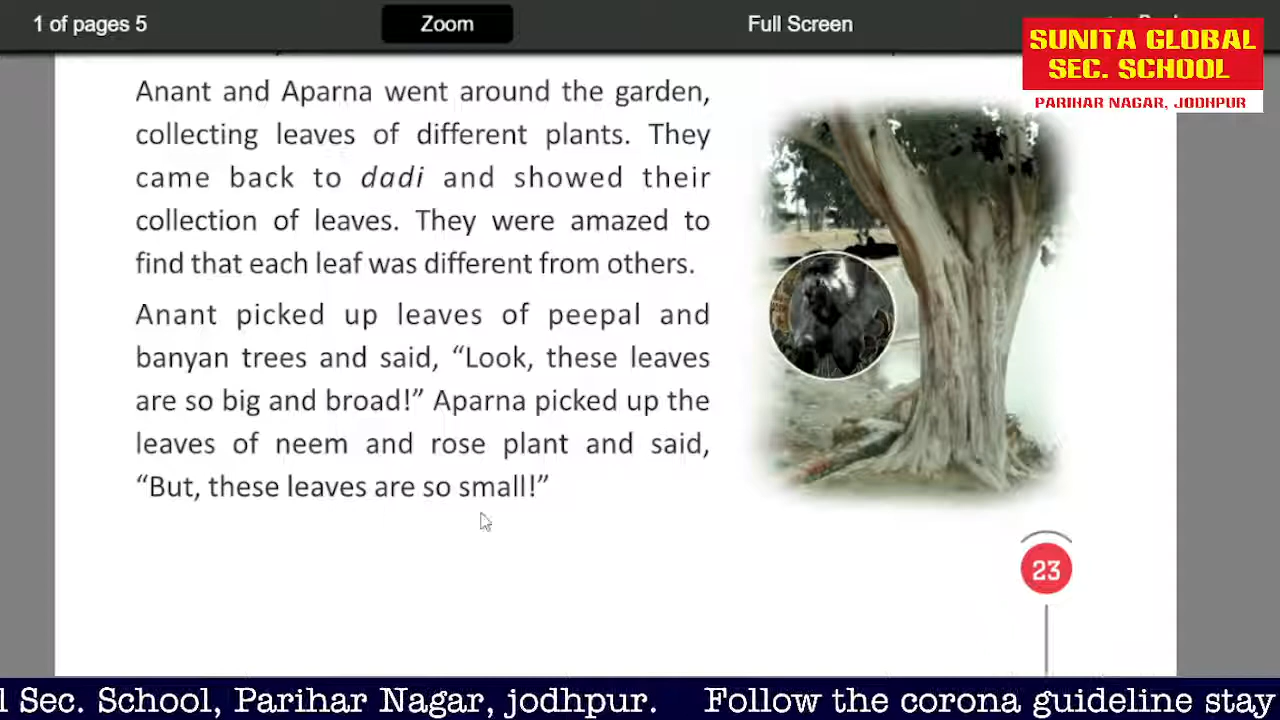 1 of pages 5
Zoom
Full Screen
SUNITA GLOBAL
SEC. SCHOOL
PARIHAR NAGAR, JODHPUR
Anant and Aparna went around the garden,
collecting leaves of different plants. They
came back to dadi and showed their
collection of leaves. They were amazed to
find that each leaf was different from others.
Anant picked up leaves of peepal and
banyan trees and said, “Look, these leaves
are so big and broad!” Aparna picked up the
leaves of neem and rose plant and said,
“But, these leaves are so small!”
23
Sec. School, Parihar Nagar, jodhpur. Follow the corona guideline stay